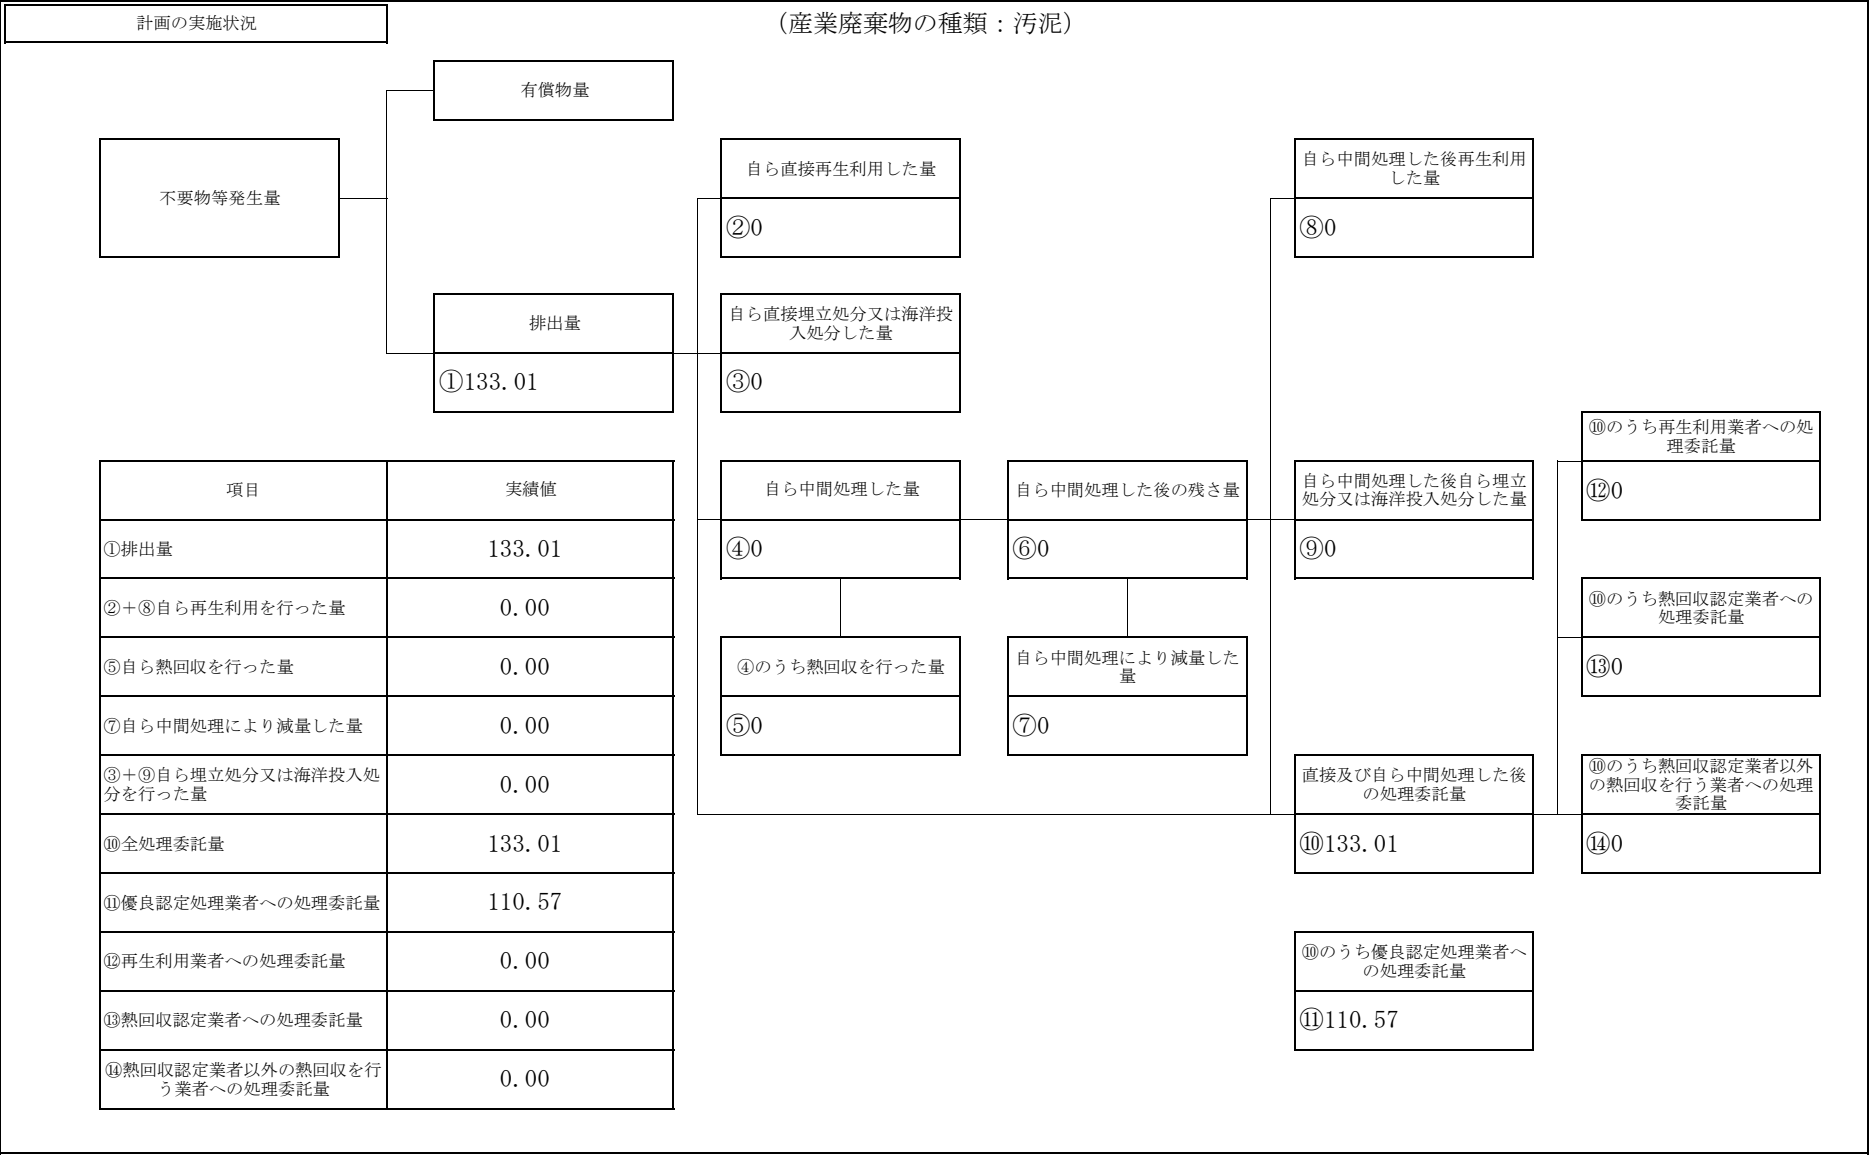 計画の実施状況
（産業廃棄物の種類：汚泥）
有償物量
不要物等発生量
自ら直接再生利用した量
②0
自ら中間処理した後再生利用
した量
⑧0
排出量
①133.01
自ら直接埋立処分又は海洋投
入処分した量
③0
⑩のうち再生利用業者への処
理委託量
⑫0
自ら中間処理した量
④0
自ら中間処理した後の残さ量
⑥0
自ら中間処理した後自ら埋立
処分又は海洋投入処分した量
⑨0
⑩のうち熱回収認定業者への
処理委託量
⑬0
④のうち熱回収を行った量
⑤0
自ら中間処理により減量した
量
⑦0
直接及び自ら中間処理した後
の処理委託量
⑩133.01
⑩のうち熱回収認定業者以外
の熱回収を行う業者への処理
委託量
⑭0
⑩のうち優良認定処理業者へ
の処理委託量
⑪110.57
項目 実績値
①排出量 133.01
②＋⑧自ら再生利用を行った量 0.00
⑤自ら熱回収を行った量 0.00
⑦自ら中間処理により減量した量 0.00
③＋⑨自ら埋立処分又は海洋投入処
分を行った量 0.00
⑩全処理委託量 133.01
⑪優良認定処理業者への処理委託量 110.57
⑫再生利用業者への処理委託量 0.00
⑬熱回収認定業者への処理委託量 0.00
⑭熱回収認定業者以外の熱回収を行
う業者への処理委託量 0.00